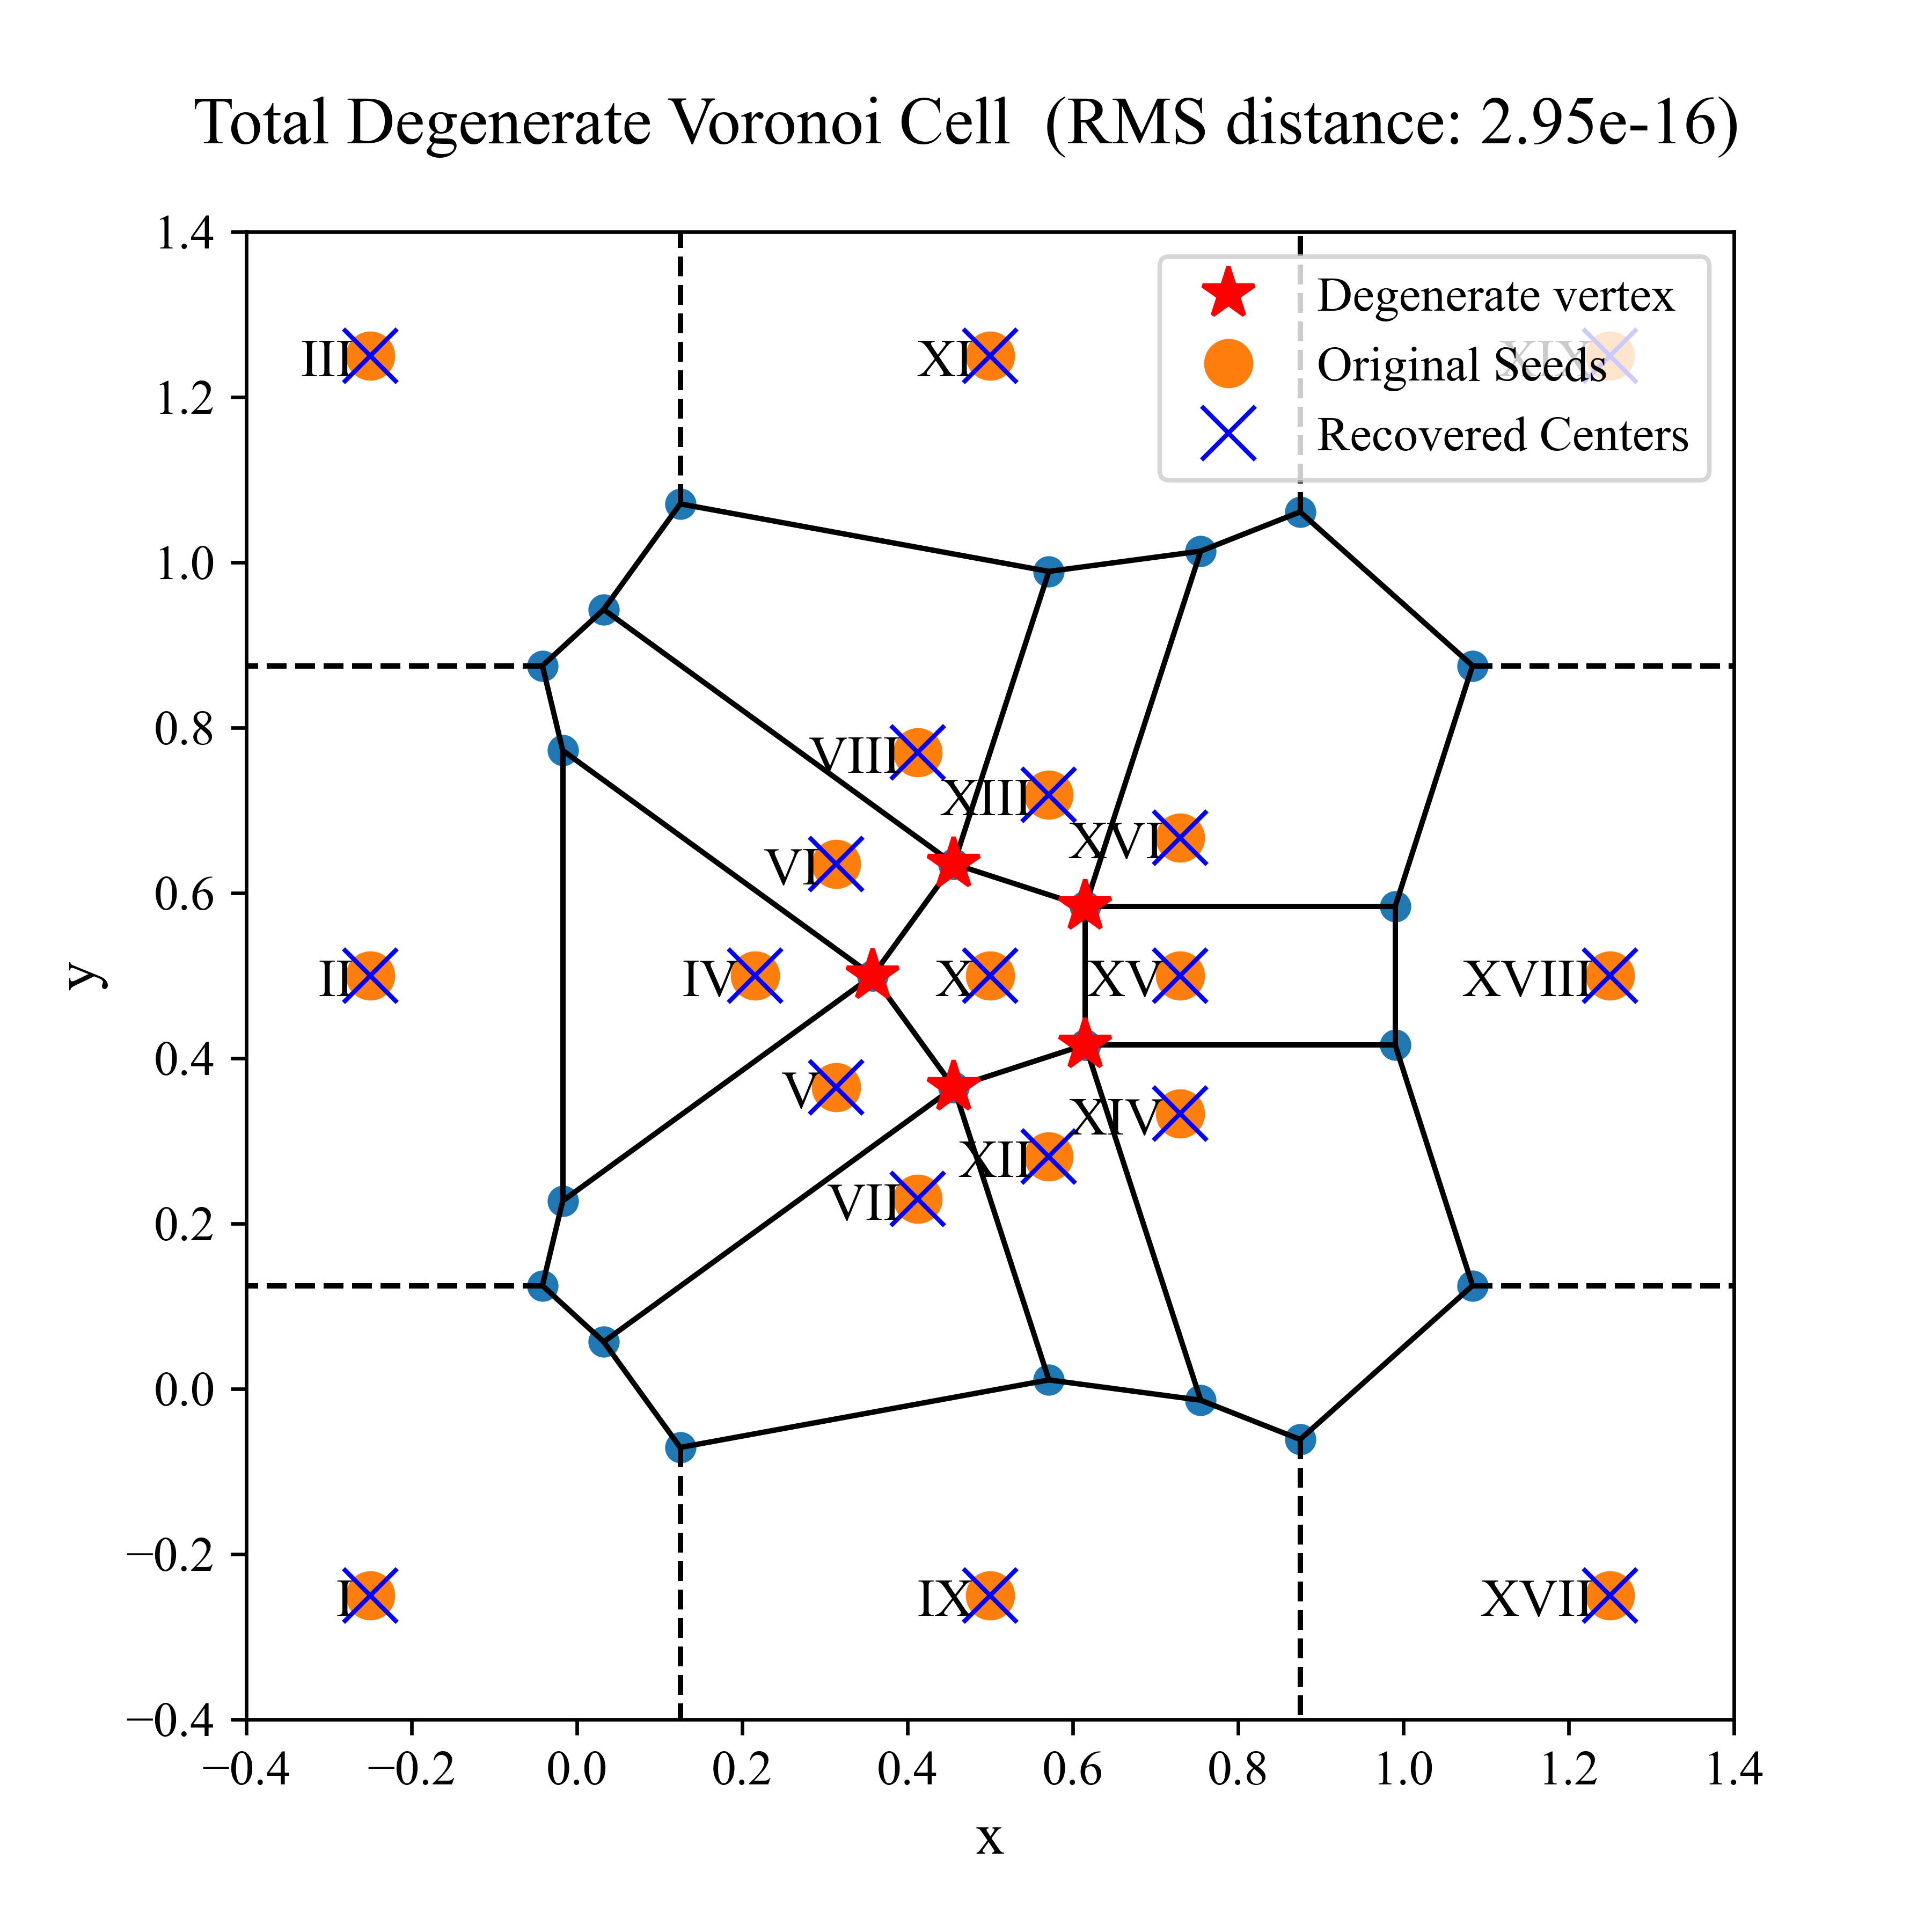 Total Degenerate Voronoi Cell (RMS distance: 2.95e-16)
1.4
Degenerate vertex
III
XI
XIX
Original Seeds
1.2
Recovered Centers
1.0
0.8
VIII
XIII
XVI
VI
0.6
y
II
IV
X
XV
XVIII
0.4
V
XIV
XII
VII
0.2
0.0
−0.2
I
IX
XVII
−0.4
−0.4 −0.2 0.0 0.2 0.4 0.6 0.8 1.0 1.2 1.4
x